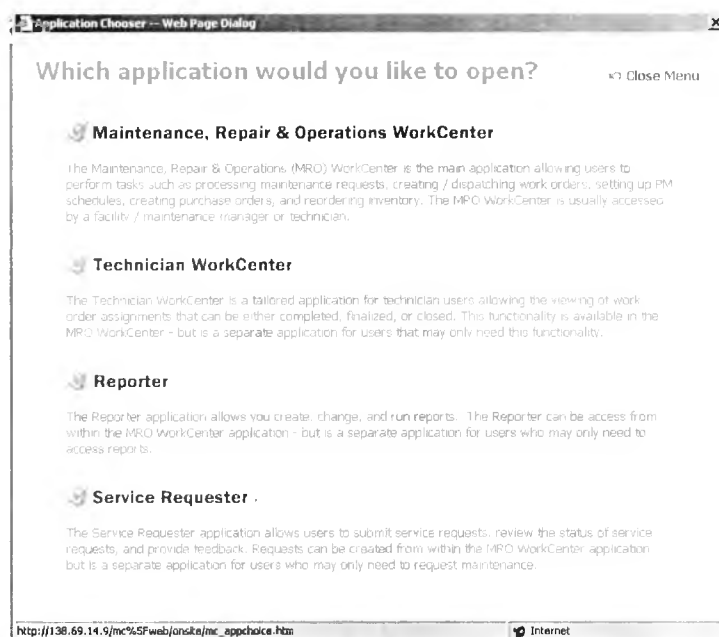 Application Chooser -- Web Page Dialog
Which application would you like to open?
Close Menu
Maintenance, Repair & Operations WorkCenter
The Maintenance, Repair & Operations (MRO) WorkCenter is the main application allowing users to
perform tasks such as processing maintenance requests, creating / dispatching work orders, setting up PM
schedules, creating purchase orders, and reordering inventory. The MRO WorkCenter is usually accessed
by a facility / maintenance manager or technician.
Technician WorkCenter
The Technician WorkCenter is a tailored application for technician users allowing the viewing of work
order assignments that can be either completed, finalized, or closed. This functionality is available in the
MRO WorkCenter - but is a separate application for users that may only need this functionality.
Reporter
The Reporter application allows you create, change, and run reports. The Reporter can be access from
within the MRO WorkCenter application - but is a separate application for users who may only need to
access reports.
Service Requester
The Service Requester application allows users to submit service requests, review the status of service
requests, and provide feedback. Requests can be created from within the MRO WorkCenter application
but is a separate application for users who may only need to request maintenance.
http://138.69.14.9/mc%5Fweb/onsite/mc_appchoice.htm
Internet